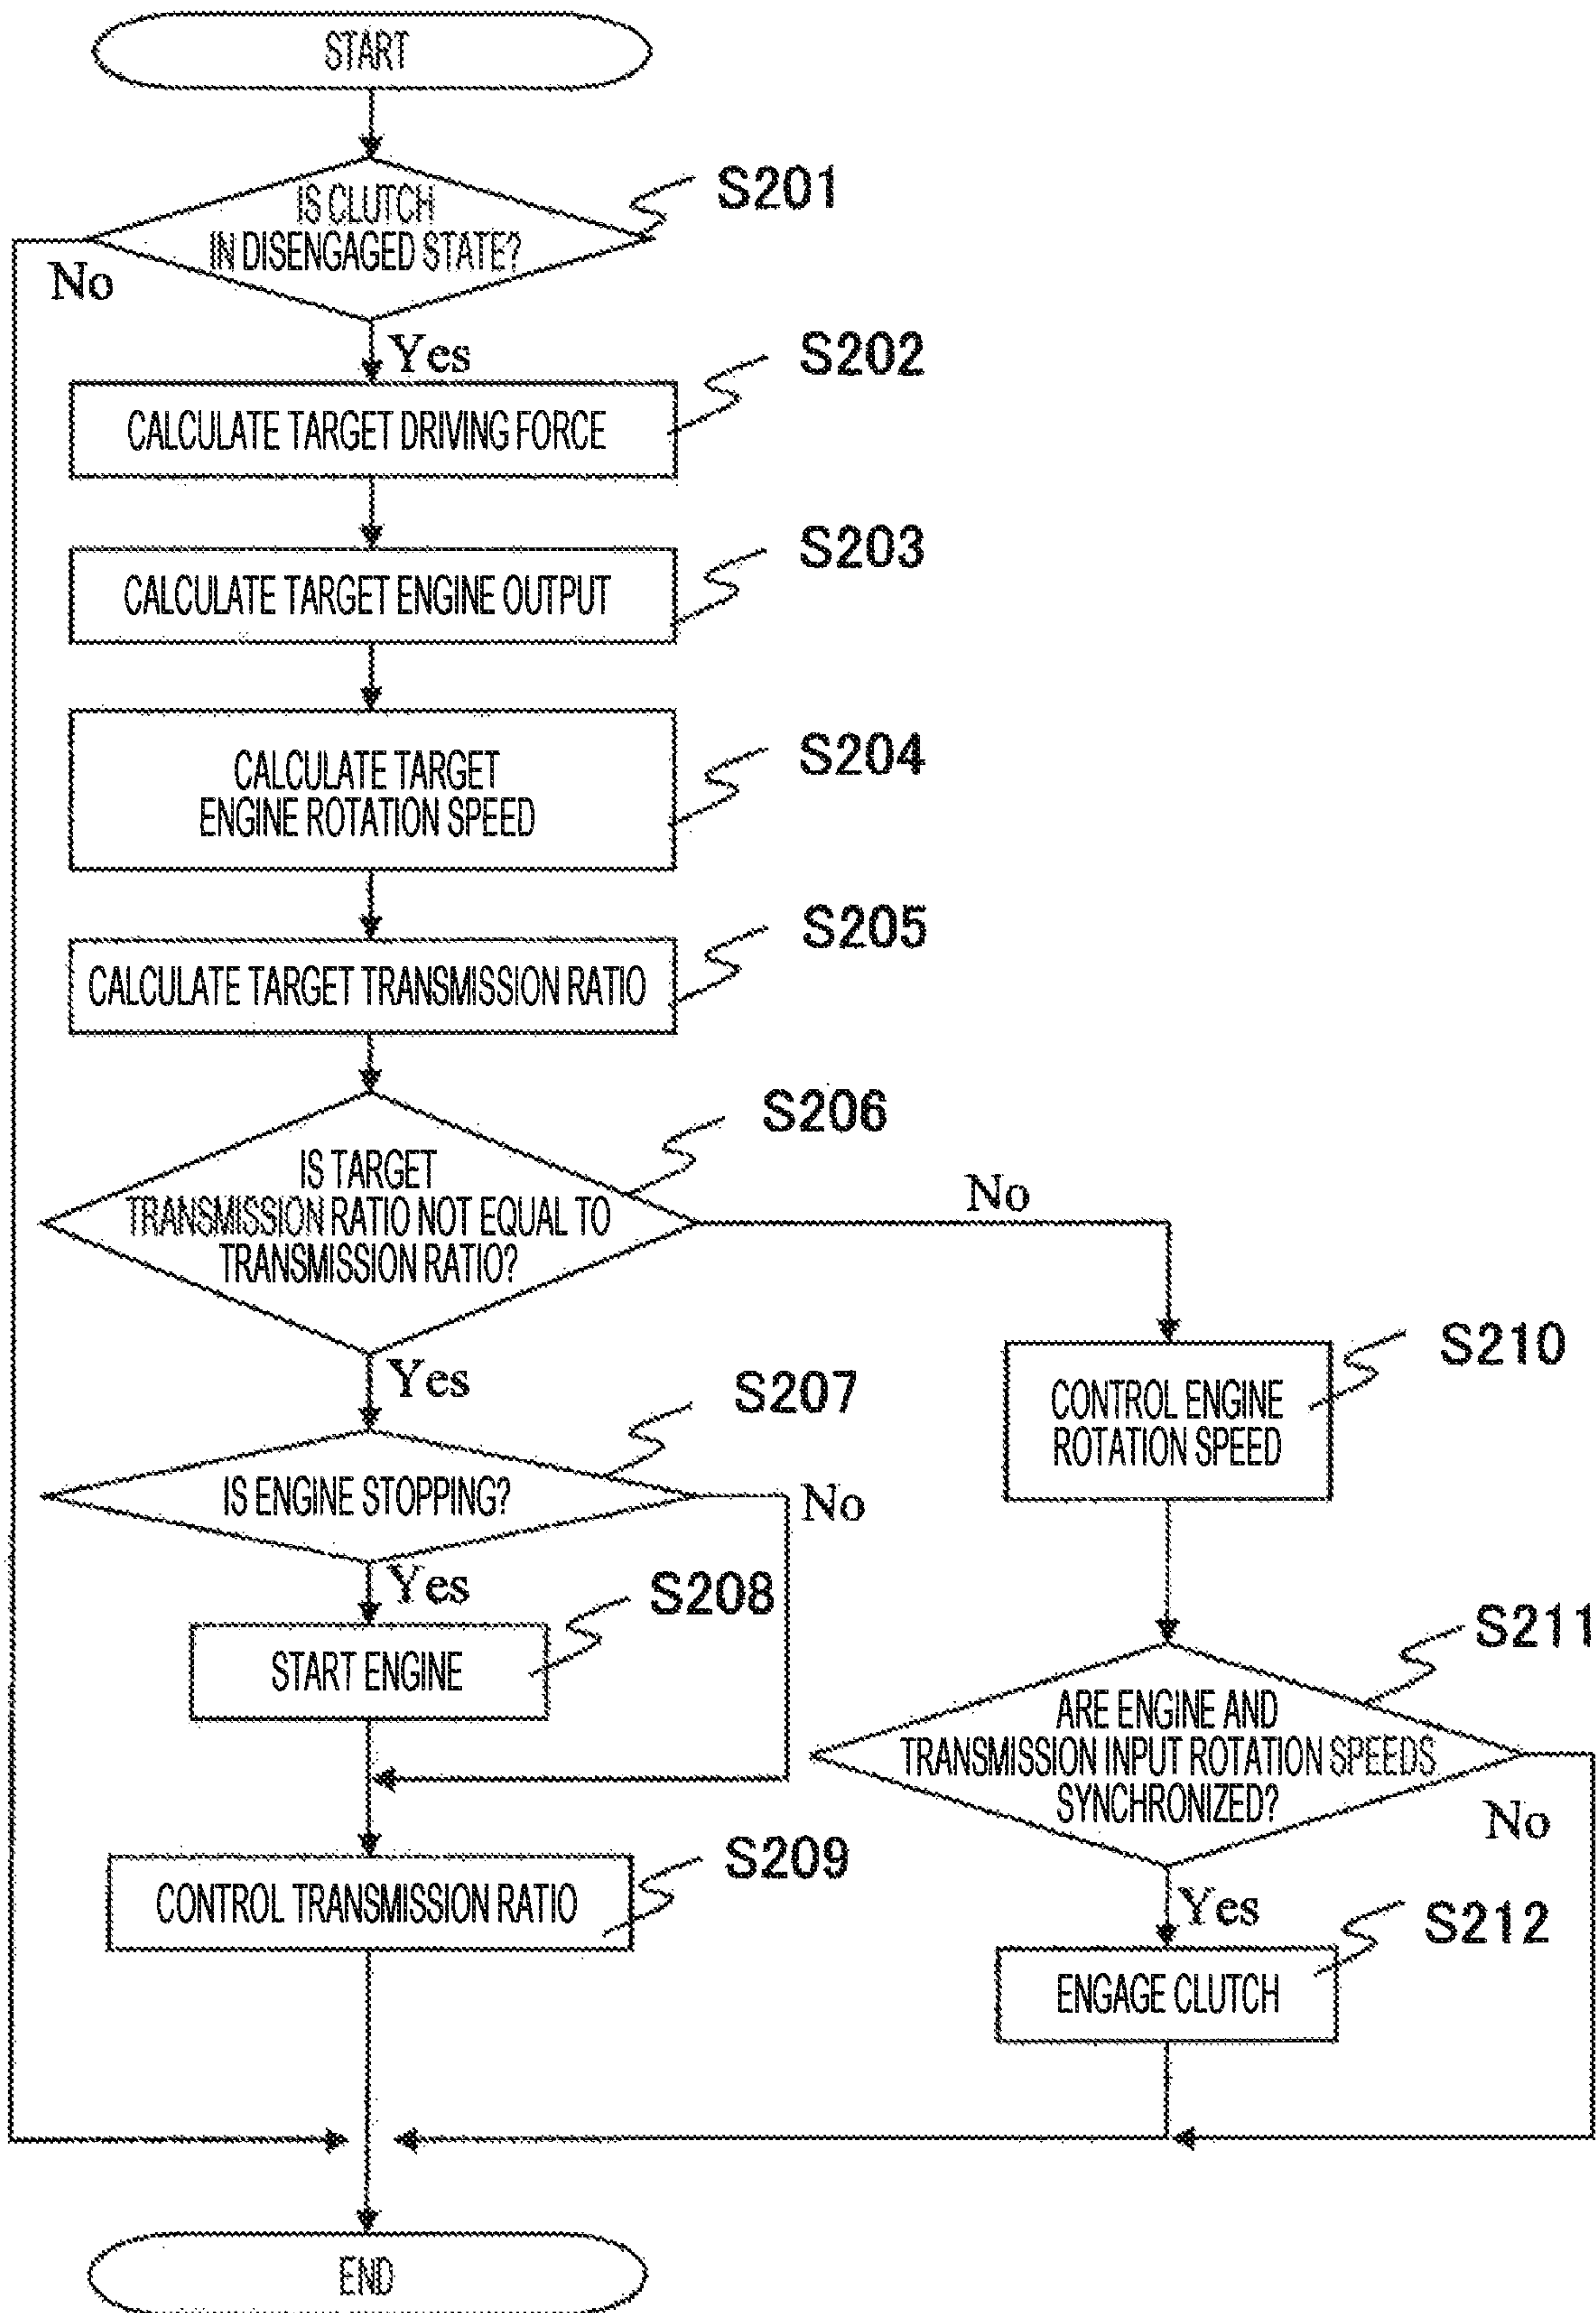 START
IS CLUTCH
IN DISENGAGED STATE?
S201
No
Yes
S202
CALCULATE TARGET DRIVING FORCE
S203
CALCULATE TARGET ENGINE OUTPUT
S204
CALCULATE TARGET
ENGINE ROTATION SPEED
S205
CALCULATE TARGET TRANSMISSION RATIO
S206
IS TARGET
TRANSMISSION RATIO NOT EQUAL TO
TRANSMISSION RATIO?
No
Yes
S207
IS ENGINE STOPPING?
No
Yes
S208
START ENGINE
S209
CONTROL TRANSMISSION RATIO
S210
CONTROL ENGINE
ROTATION SPEED
S211
ARE ENGINE AND
TRANSMISSION INPUT ROTATION SPEEDS
SYNCHRONIZED?
No
Yes
S212
ENGAGE CLUTCH
END